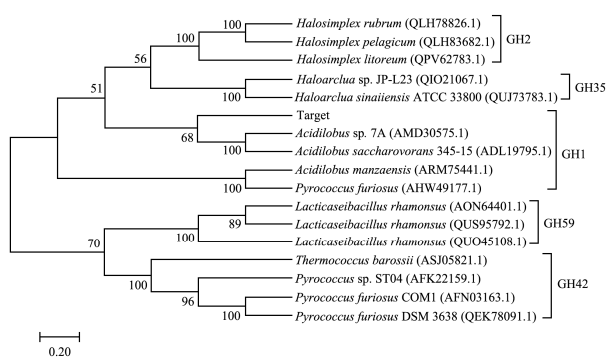 100
Halosimplex rubrum (QLH78826.1)
100
Halosimplex pelagicum (QLH83682.1)
GH2
Halosimplex litoreum (QPV62783.1)
56
Haloarclua sp. JP-L23 (QIO21067.1)
GH35
51
100
Haloarclua sinaiiensis ATCC 33800 (QUJ73783.1)
Target
68
Acidilobus sp. 7A (AMD30575.1)
100
Acidilobus saccharovorans 345-15 (ADL19795.1)
GH1
Acidilobus manzaensis (ARM75441.1)
100
Pyrococcus furiosus (AHW49177.1)
Lacticaseibacillus rhamonsus (AON64401.1)
89
Lacticaseibacillus rhamonsus (QUS95792.1)
GH59
100
Lacticaseibacillus rhamonsus (QUO45108.1)
70
Thermococcus barossii (ASJ05821.1)
100
Pyrococcus sp. ST04 (AFK22159.1)
GH42
96
Pyrococcus furiosus COM1 (AFN03163.1)
100
Pyrococcus furiosus DSM 3638 (QEK78091.1)
0.20